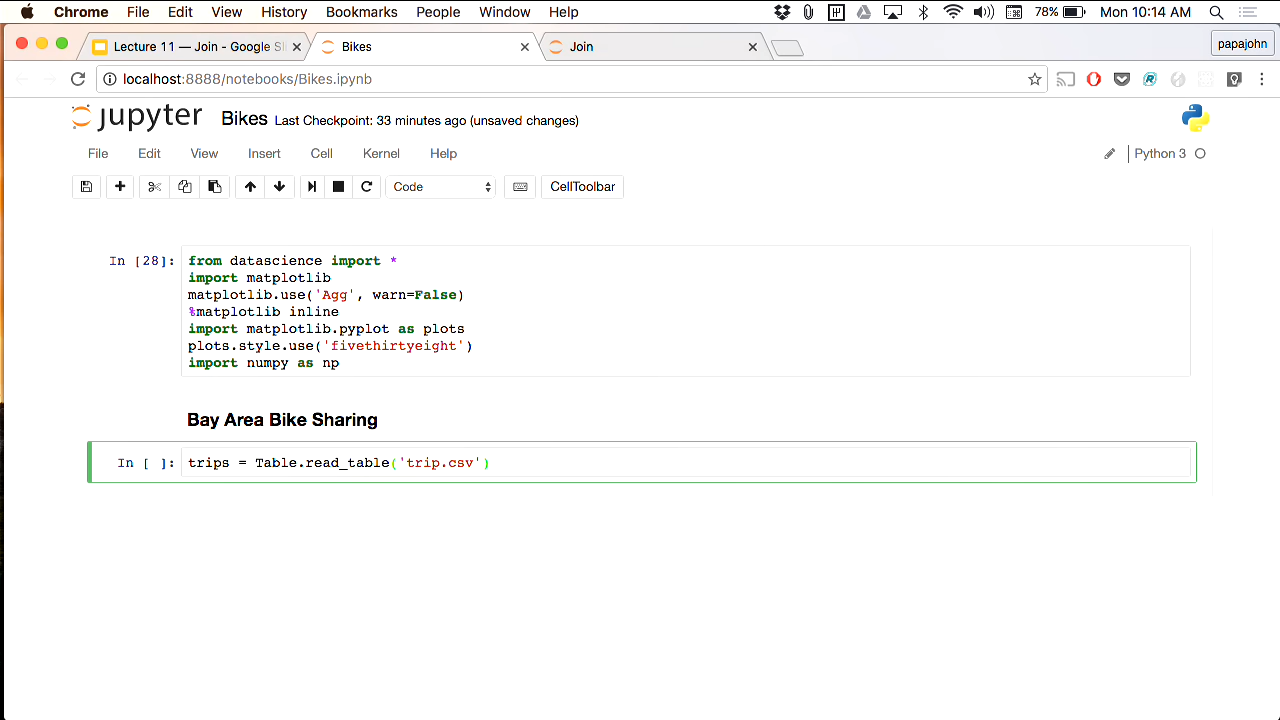 Chrome File Edit View History Bookmarks People Window Help 78% Mon 10:14 AM
Lecture 11 — Join - Google Sl Bikes Join papajohn
localhost:8888/notebooks/Bikes.ipynb
jupyter Bikes Last Checkpoint: 33 minutes ago (unsaved changes)
File Edit View Insert Cell Kernel Help Python 3
Code CellToolbar
In [28]: from datascience import *
import matplotlib
matplotlib.use('Agg', warn=False)
%matplotlib inline
import matplotlib.pyplot as plots
plots.style.use('fivethirtyeight')
import numpy as np
Bay Area Bike Sharing
In [ ]: trips = Table.read_table('trip.csv')